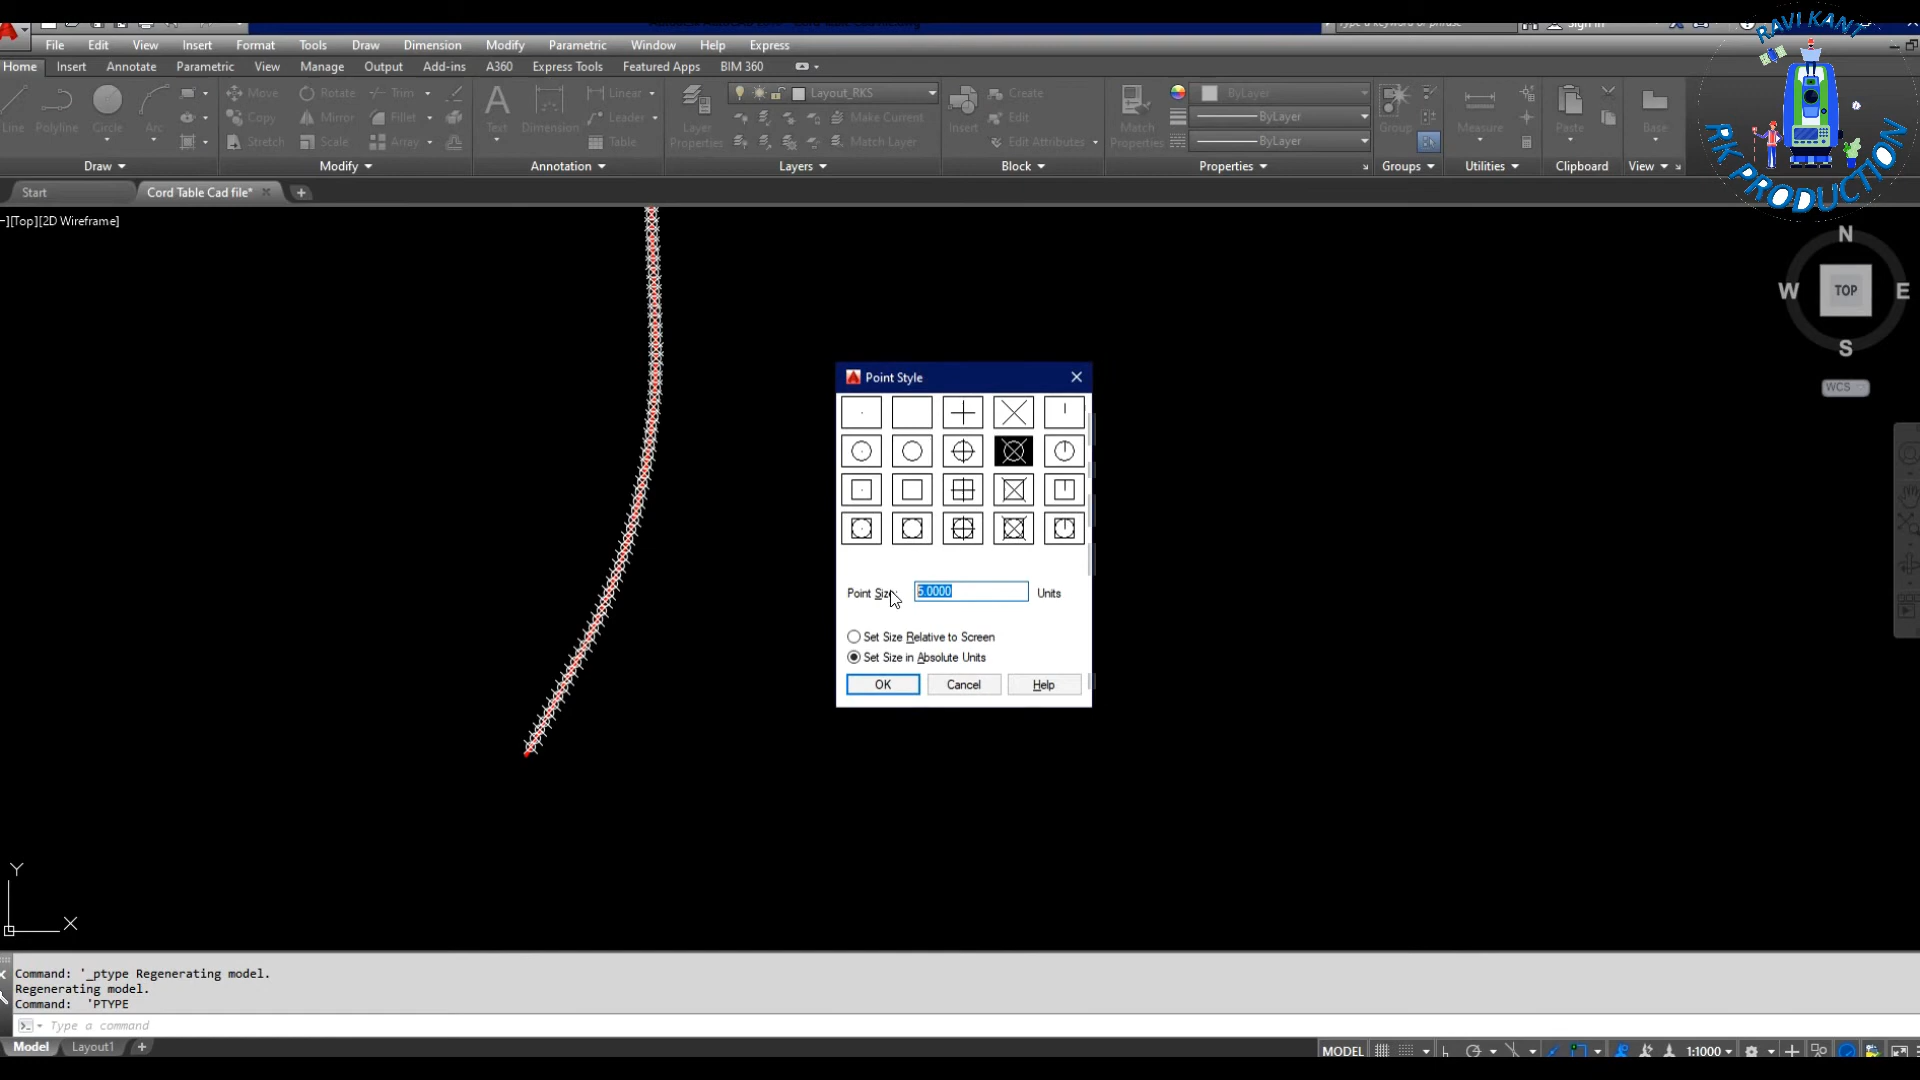 Type a keyword or phrase
Sign In
RAVI KANT
RK PRODUCTION
File Edit View Insert Format Tools Draw Dimension Modify Parametric Window Help Express
Home Insert Annotate Parametric View Manage Output Add-ins A360 Express Tools Featured Apps BIM 360
Line Polyline Circle Arc
Move Rotate Trim
Copy Mirror Fillet
Stretch Scale Array
Text Dimension
Linear
Leader
Table
Layer Properties
Layout_RKS
Make Current
Match Layer
Insert
Create
Edit
Edit Attributes
Match Properties
ByLayer
ByLayer
ByLayer
Group
Measure
Paste
Base
Draw Modify Annotation Layers Block Properties Groups Utilities Clipboard View
Start Cord Table Cad file*
][Top][2D Wireframe]
N
W TOP E
S
WCS
Point Style
Point Size: 5.0000 Units
Set Size Relative to Screen
Set Size in Absolute Units
OK Cancel Help
Y
X
Command: '_ptype Regenerating model.
Regenerating model.
Command: 'PTYPE
Type a command
Model Layout1
MODEL 1:1000